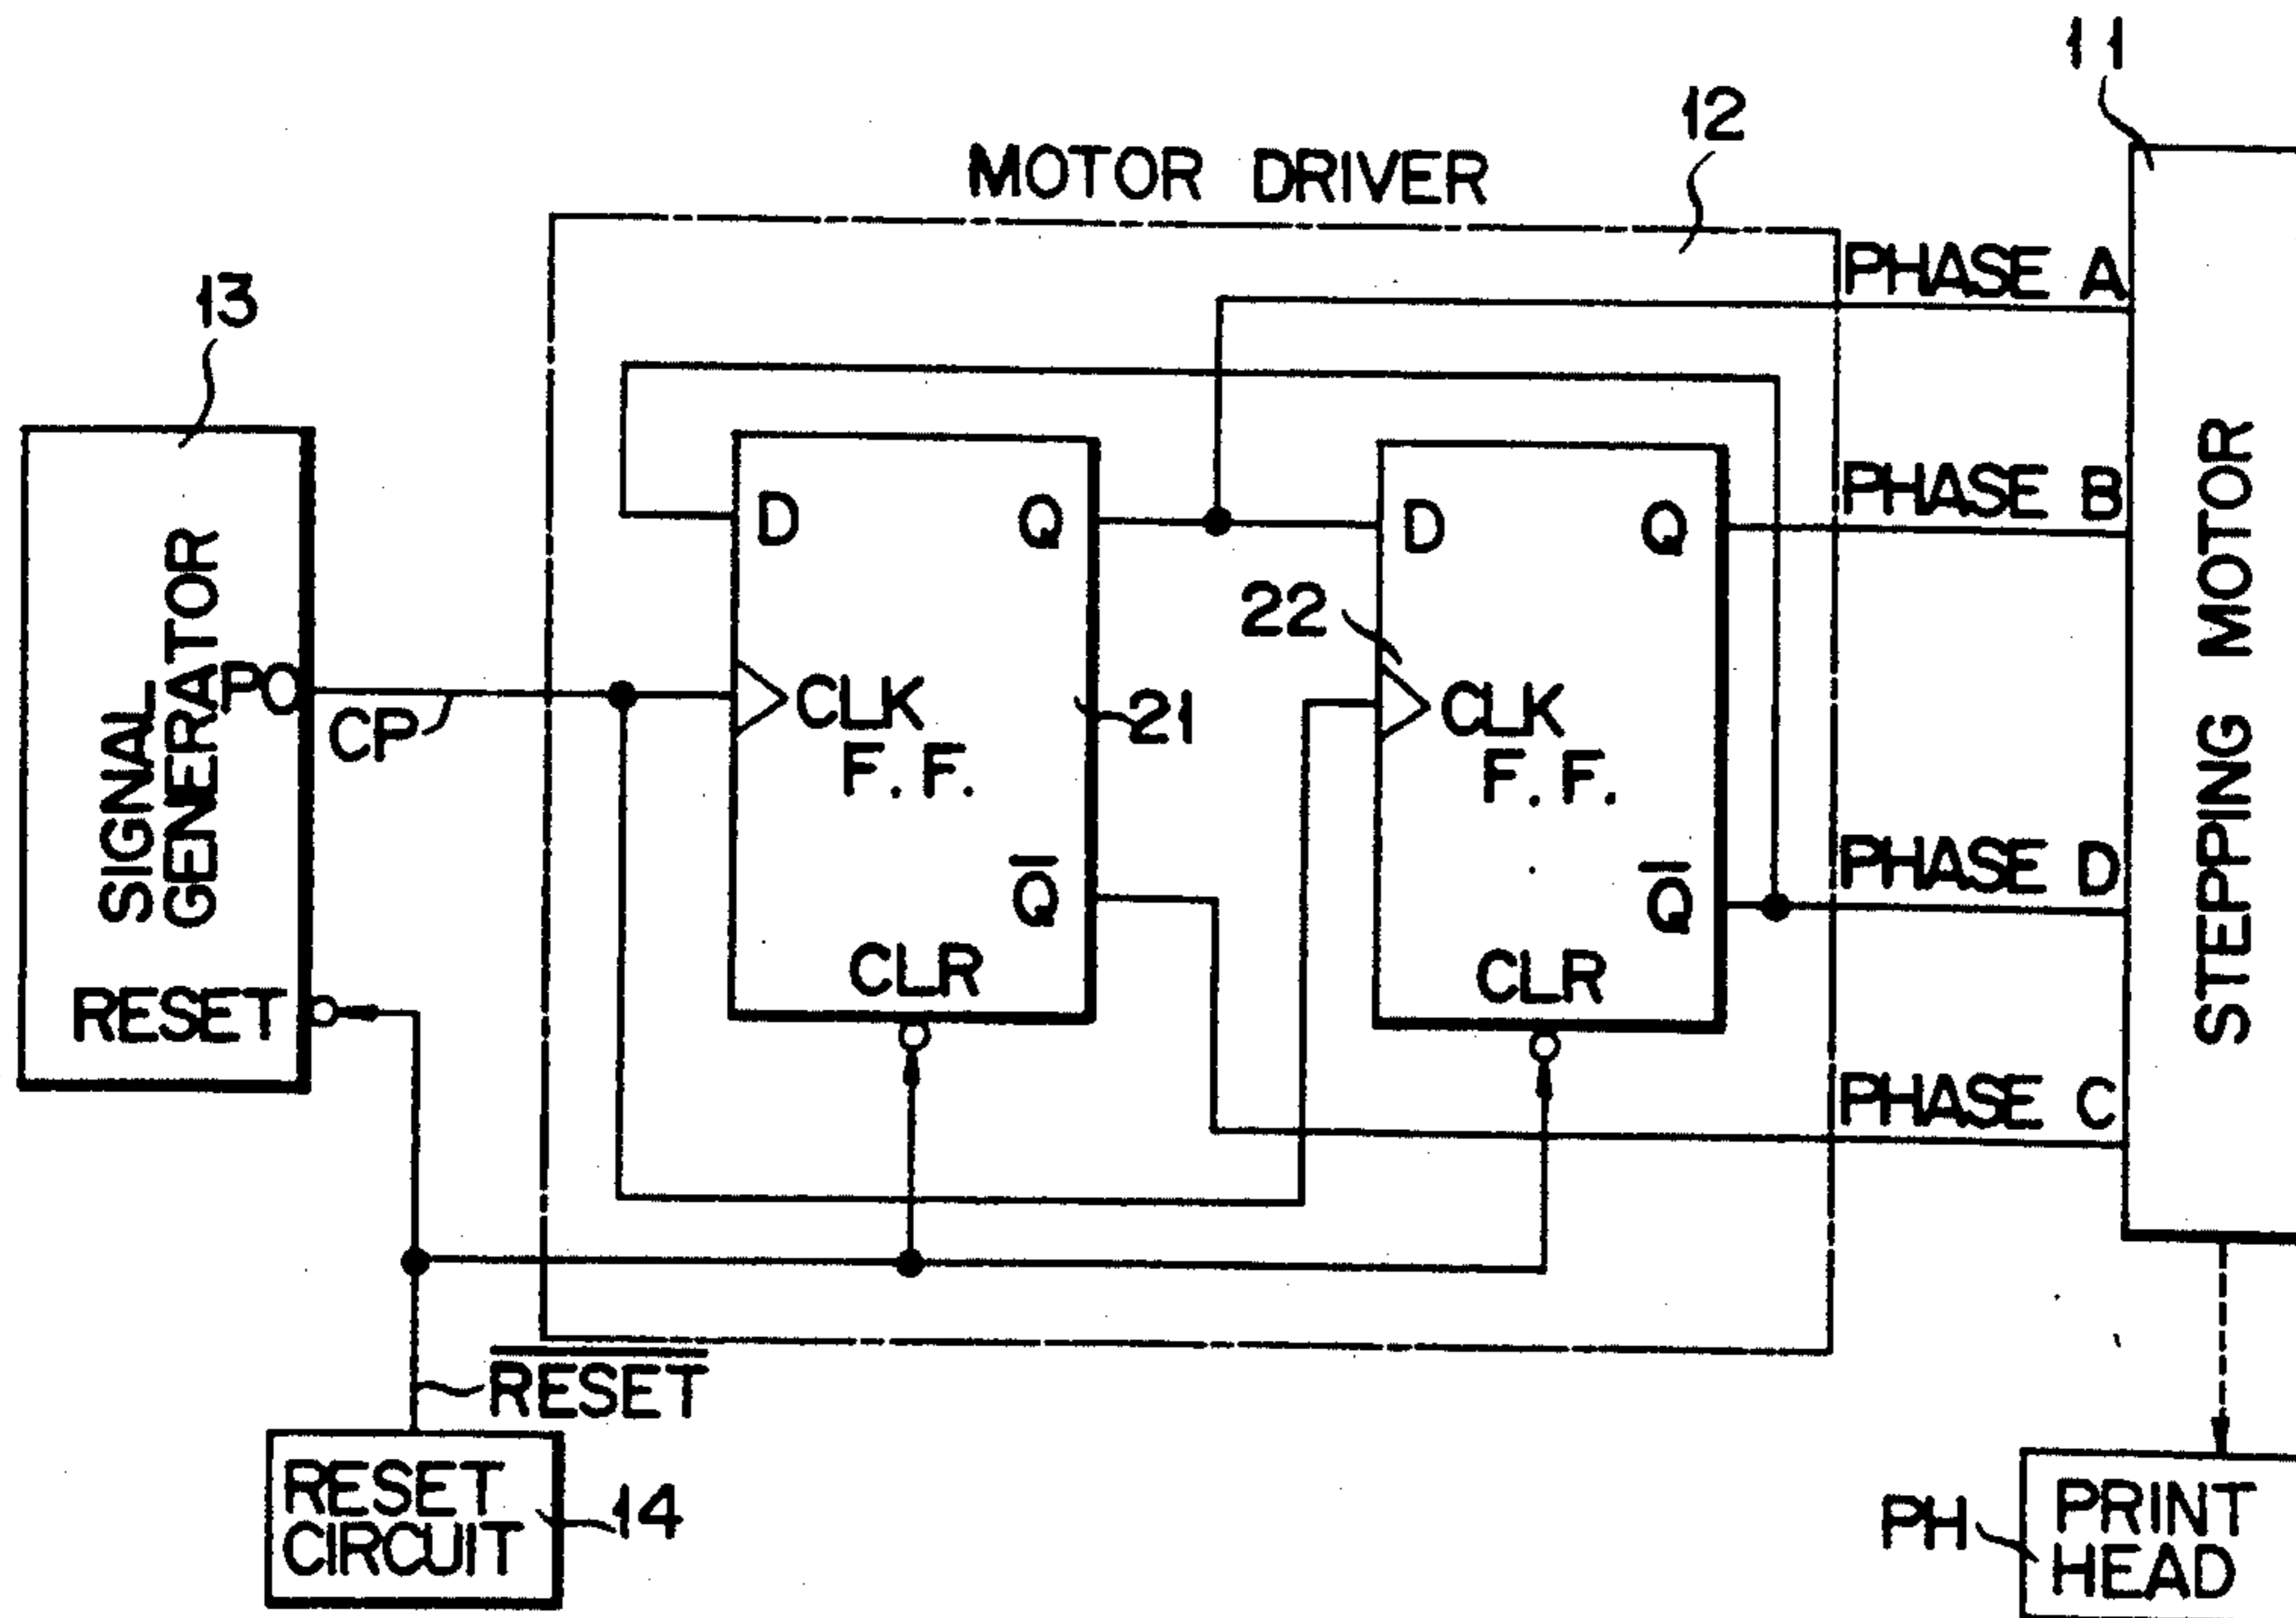 11
12
MOTOR DRIVER
PHASE A
13
PHASE B
D
Q
D
Q
22
SIGNAL
GENERATOR
PO
CP
CLK
F.F.
21
CLK
F.F.
STEPPING MOTOR
PHASE D
Q̅
Q̅
CLR
CLR
RESET
PHASE C
R̅E̅S̅E̅T̅
RESET
CIRCUIT
14
PH
PRINT
HEAD